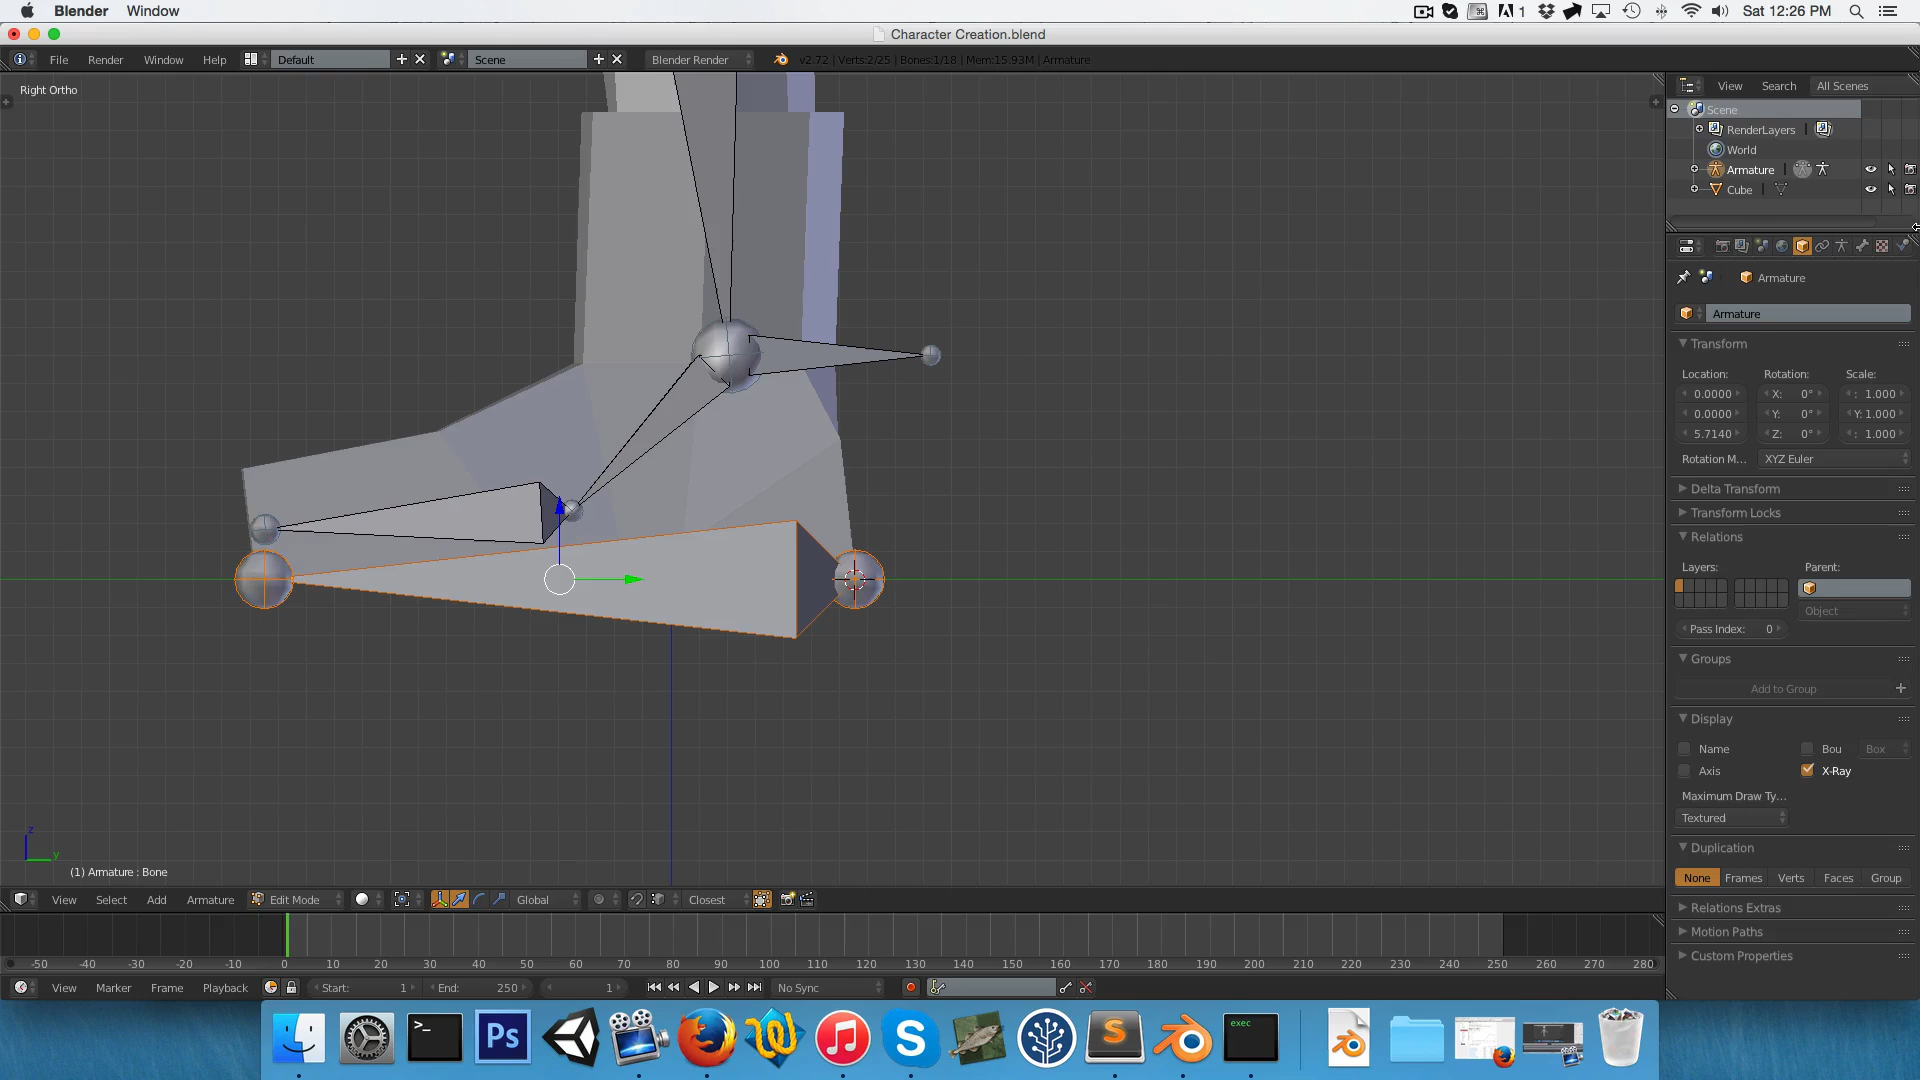 Blender Window
1 Sat 12:26 PM
Character Creation.blend
File Render Window Help Default Scene Blender Render v2.72 | Verts:2/25 | Bones:1/18 | Mem:15.93M | Armature
Right Ortho
View Search All Scenes
Scene
RenderLayers
World
Armature
Cube
Armature
Armature
Transform
Location: Rotation: Scale:
0.0000 X: 0° : 1.000
0.0000 Y: 0° Y: 1.000
5.7140 Z: 0° : 1.000
Rotation M... XYZ Euler
Delta Transform
Transform Locks
Relations
Layers: Parent:
Object
Pass Index: 0
Groups
Add to Group
Display
Name Bou Box
Axis X-Ray
Maximum Draw Ty...
Textured
Duplication
None Frames Verts Faces Group
Relations Extras
Motion Paths
Custom Properties
z
y
(1) Armature : Bone
View Select Add Armature Edit Mode Global Closest
-50 -40 -30 -20 -10 0 10 20 30 40 50 60 70 80 90 100 110 120 130 140 150 160 170 180 190 200 210 220 230 240 250 260 270 280
View Marker Frame Playback Start: 1 End: 250 1 No Sync
Ps
exec